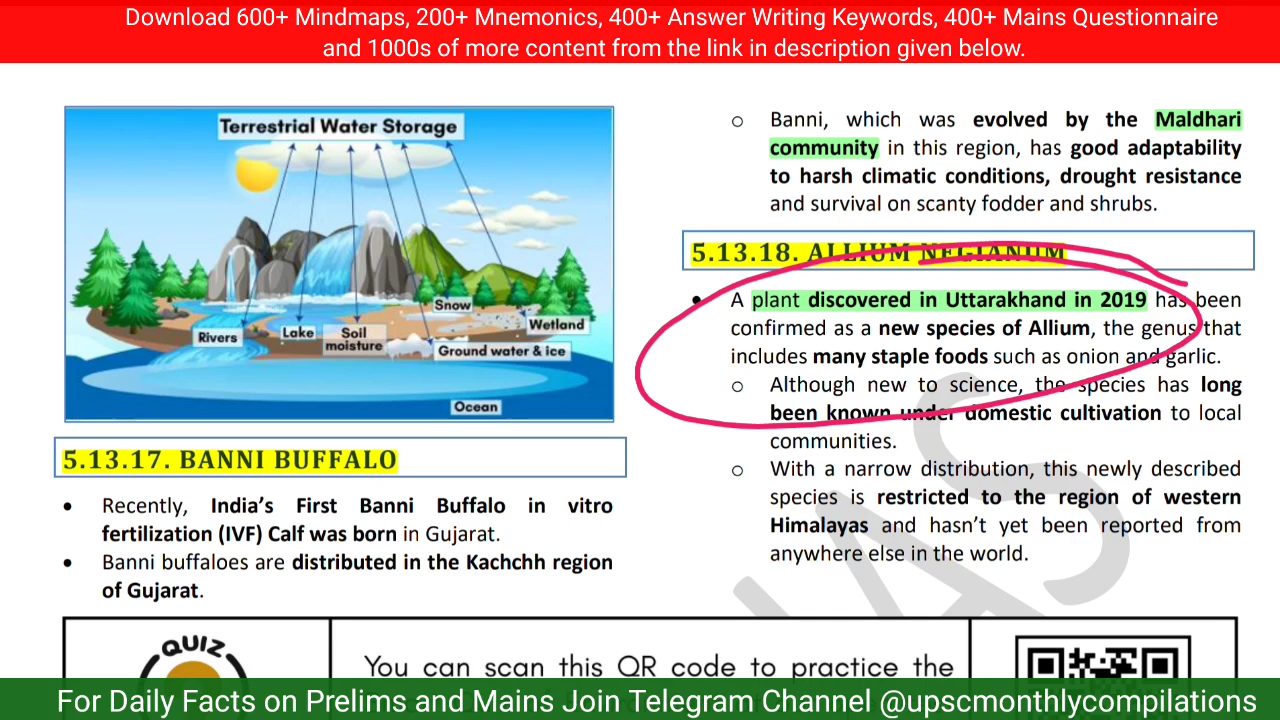 Download 600+ Mindmaps, 200+ Mnemonics, 400+ Answer Writing Keywords, 400+ Mains Questionnaire
and 1000s of more content from the link in description given below.
Terrestrial Water Storage
Snow
Rivers
Lake
Soil
moisture
Wetland
Ground water & ice
Ocean
5.13.17. BANNI BUFFALO
• Recently, India’s First Banni Buffalo in vitro
fertilization (IVF) Calf was born in Gujarat.
• Banni buffaloes are distributed in the Kachchh region
of Gujarat.
o Banni, which was evolved by the Maldhari
community in this region, has good adaptability
to harsh climatic conditions, drought resistance
and survival on scanty fodder and shrubs.
5.13.18. ALLIUM NEGIANUM
• A plant discovered in Uttarakhand in 2019 has been
confirmed as a new species of Allium, the genus that
includes many staple foods such as onion and garlic.
o Although new to science, the species has long
been known under domestic cultivation to local
communities.
o With a narrow distribution, this newly described
species is restricted to the region of western
Himalayas and hasn’t yet been reported from
anywhere else in the world.
QUIZ
You can scan this QR code to practice the
For Daily Facts on Prelims and Mains Join Telegram Channel @upscmonthlycompilations